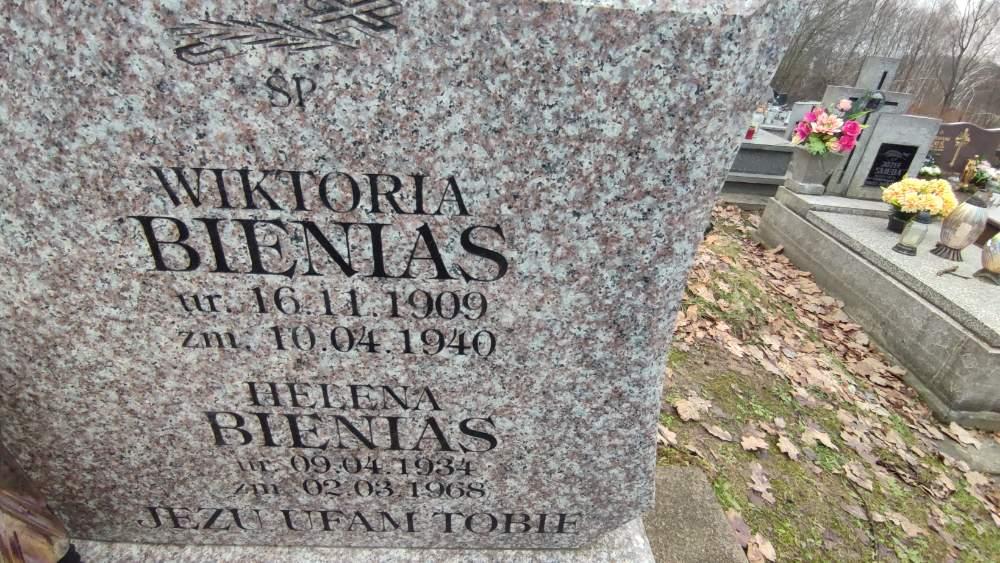 ŚP.
WIKTORIA
BIENIAS
ur. 16.11.1909
zm. 10.04.1940
HELENA
BIENIAS
ur. 09.04.1934
zm. 02.03.1968
JEZU UFAM TOBIE
JÓZEF